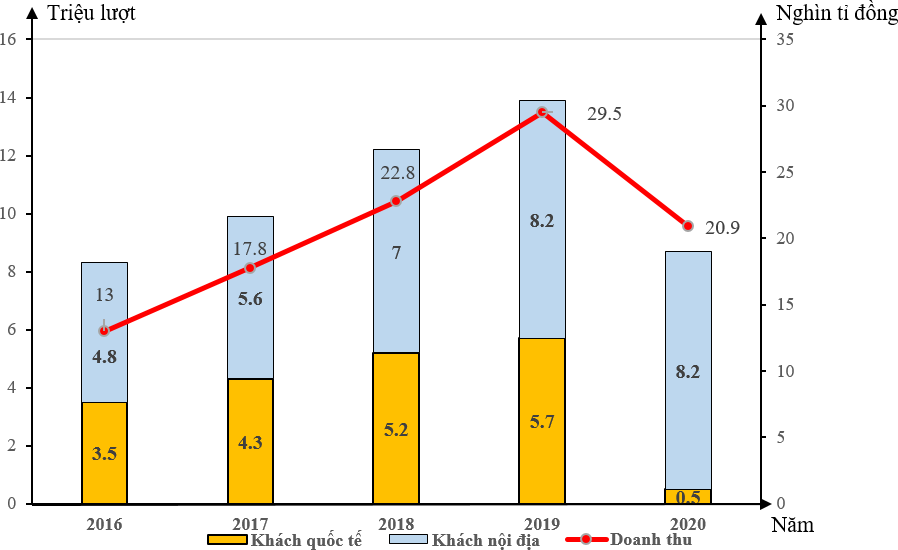 Triệu lượt
Nghìn tỉ đồng
16 35
14 30
12 25
10 20
8 15
6 10
4 5
2 0
0
13 17.8 22.8 29.5 20.9
4.8 5.6 7 8.2 8.2
3.5 4.3 5.2 5.7 0.5
2016 2017 2018 2019 2020 Năm
Khách quốc tế Khách nội địa Doanh thu